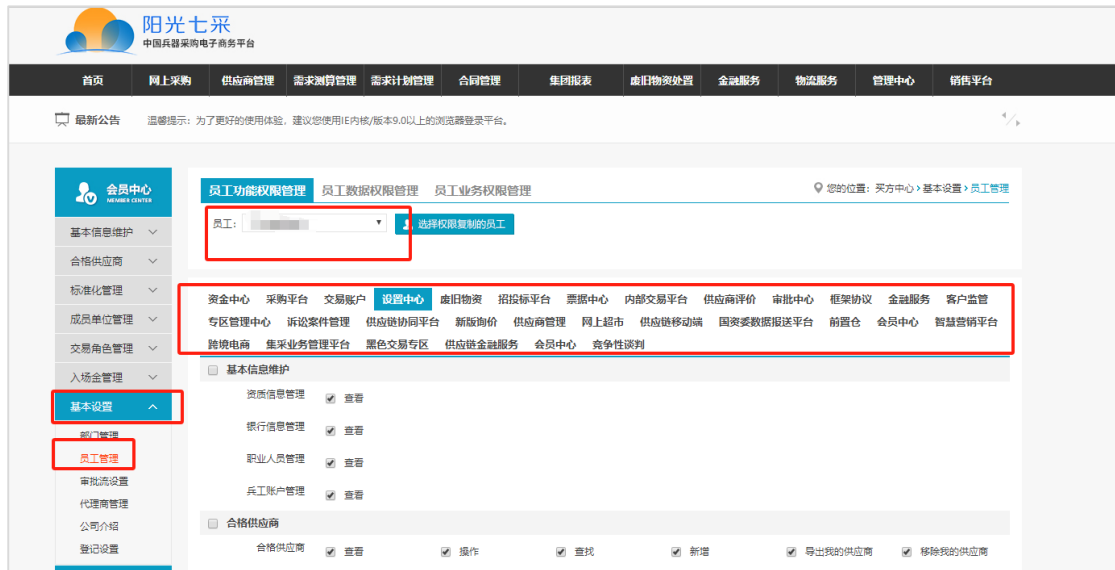 阳光七采
中国兵器采购电子商务平台
首页 网上采购 供应商管理 需求测算管理 需求计划管理 合同管理 集团报表 废旧物资处置 金融服务 物流服务 管理中心 销售平台
最新公告 温馨提示：为了更好的使用体验，建议您使用IE内核/版本9.0以上的浏览器登录平台。
会员中心
MEMBER CENTER
基本信息维护
合格供应商
标准化管理
成员单位管理
交易角色管理
入场金管理
基本设置
部门管理
员工管理
审批流设置
代理商管理
公司介绍
登记设置
员工功能权限管理 员工数据权限管理 员工业务权限管理
您的位置：买方中心 > 基本设置 > 员工管理
员工： 选择权限复制的员工
资金中心 采购平台 交易账户 设置中心 废旧物资 招投标平台 票据中心 内部交易平台 供应商评价 审批中心 框架协议 金融服务 客户监管
专区管理中心 诉讼案件管理 供应链协同平台 新版询价 供应商管理 网上超市 供应链移动端 国资委数据报送平台 前置仓 会员中心 智慧营销平台
跨境电商 集采业务管理平台 黑色交易专区 供应链金融服务 会员中心 竞争性谈判
基本信息维护
资质信息管理 查看
银行信息管理 查看
职业人员管理 查看
兵工账户管理 查看
合格供应商
合格供应商 查看 操作 查找 新增 导出我的供应商 移除我的供应商